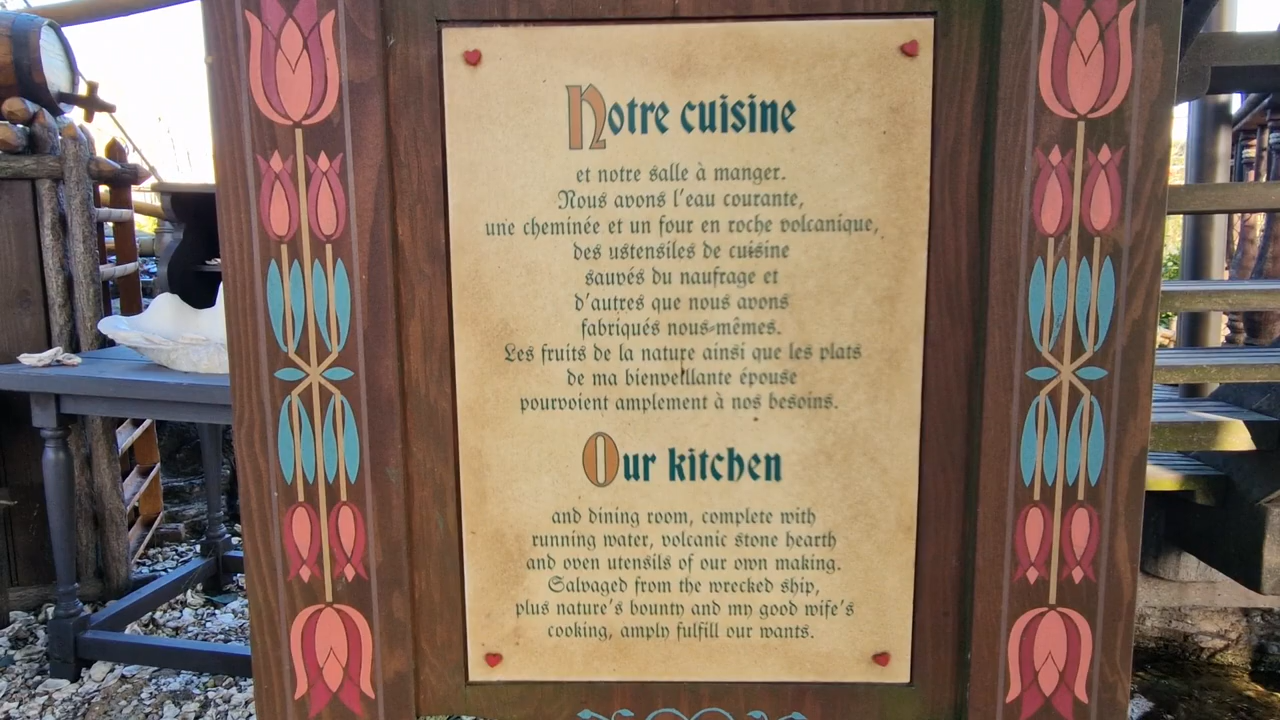 Notre cuisine
et notre salle à manger.
Nous avons l'eau courante,
une cheminée et un four en roche volcanique,
des ustensiles de cuisine
sauvés du naufrage et
d'autres que nous avons
fabriqués nous-mêmes.
Les fruits de la nature ainsi que les plats
de ma bienveillante épouse
pourvoient amplement à nos besoins.
Our kitchen
and dining room, complete with
running water, volcanic stone hearth
and oven utensils of our own making.
Salvaged from the wrecked ship,
plus nature's bounty and my good wife's
cooking, amply fulfill our wants.